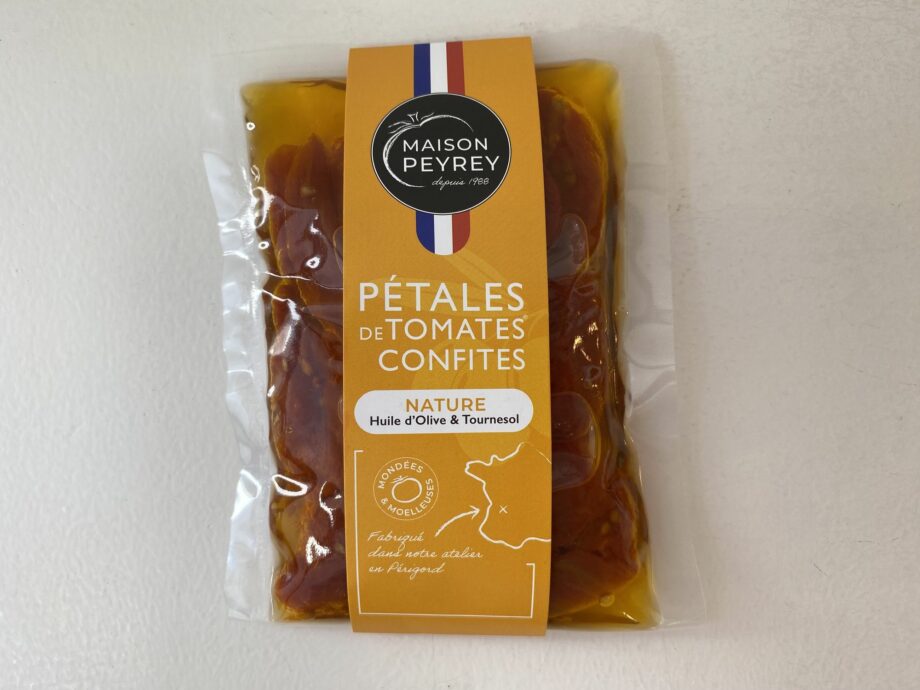 MAISON
PEYREY
depuis 1988
PÉTALES
DE TOMATES®
CONFITES
NATURE
Huile d'Olive & Tournesol
MONDÉES
& MOELLEUSES
x
Fabriqué
dans notre atelier
en Périgord